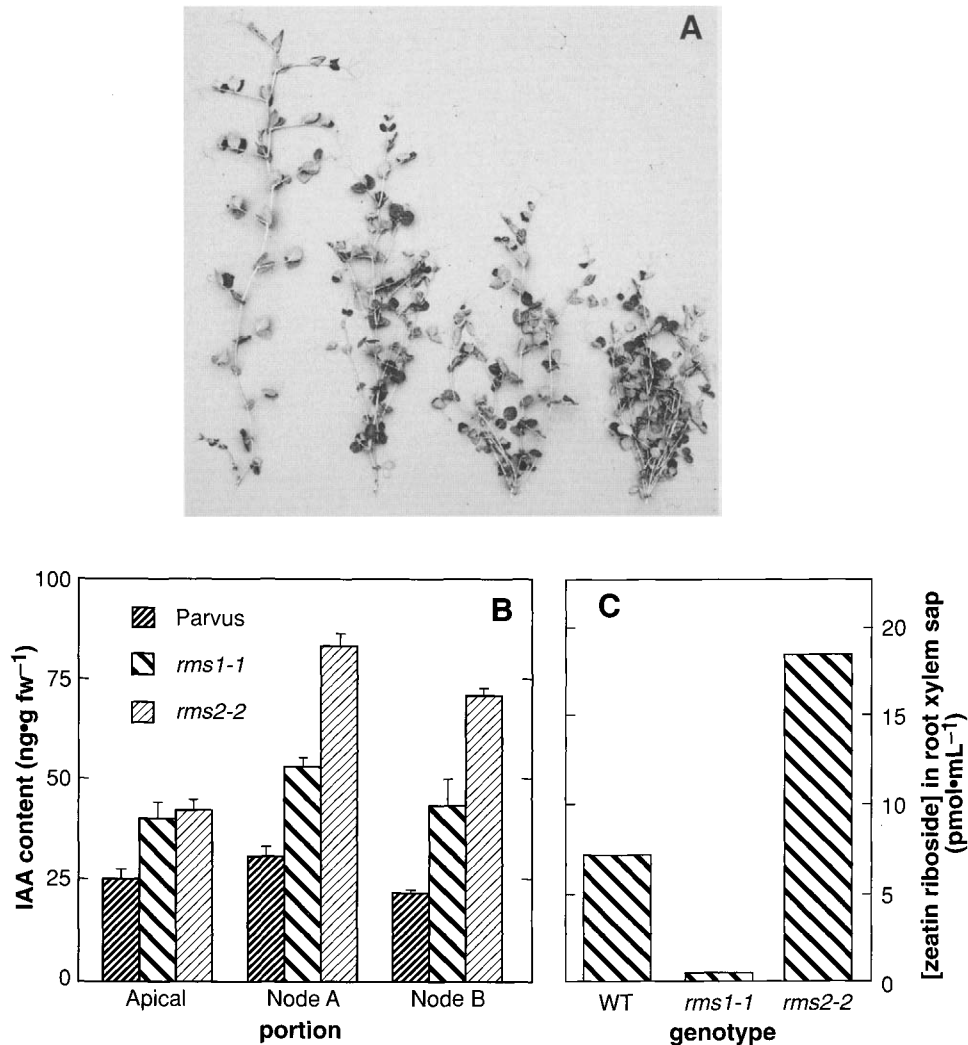 A
B
IAA content (ng•g fw⁻¹)
100
75
50
25
0
Parvus
rms1-1
rms2-2
Apical
Node A
Node B
portion
C
[zeatin riboside] in root xylem sap
(pmol•mL⁻¹)
20
15
10
5
0
WT
rms1-1
rms2-2
genotype